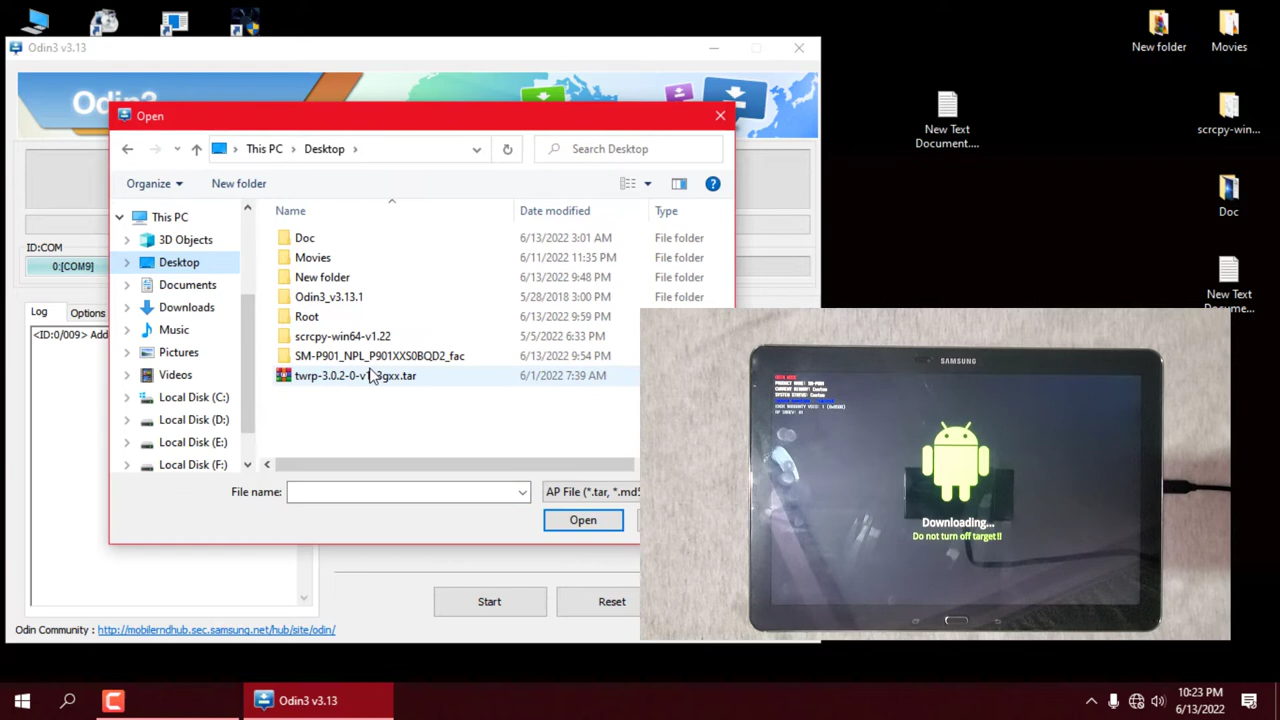 New folder
Movies
Odin3 v3.13
Odin3
Open
This PC
Desktop
Search Desktop
New Text
Document....
scrcpy-win...
Organize
New folder
Name
Date modified
Type
This PC
3D Objects
Desktop
Documents
Downloads
Music
Pictures
Videos
Local Disk (C:)
Local Disk (D:)
Local Disk (E:)
Local Disk (F:)
Doc 6/13/2022 3:01 AM File folder
Movies 6/11/2022 11:35 PM File folder
New folder 6/13/2022 9:48 PM File folder
Odin3_v3.13.1 5/28/2018 3:00 PM File folder
Root 6/13/2022 9:59 PM
scrcpy-win64-v1.22 5/5/2022 6:33 PM
SM-P901_NPL_P901XXS0BQD2_fac 6/13/2022 9:54 PM
6/1/2022 7:39 AM
Doc
New Text
Documen...
ID:COM
0:[COM9]
Log
Options
<ID:0/009> Add
File name:
AP File (*.tar, *.md5
Open
Start
Reset
Odin Community : http://mobilerndhub.sec.samsung.net/hub/site/odin/
SAMSUNG
Downloading...
Do not turn off target!!
Odin3 v3.13
10:23 PM
6/13/2022